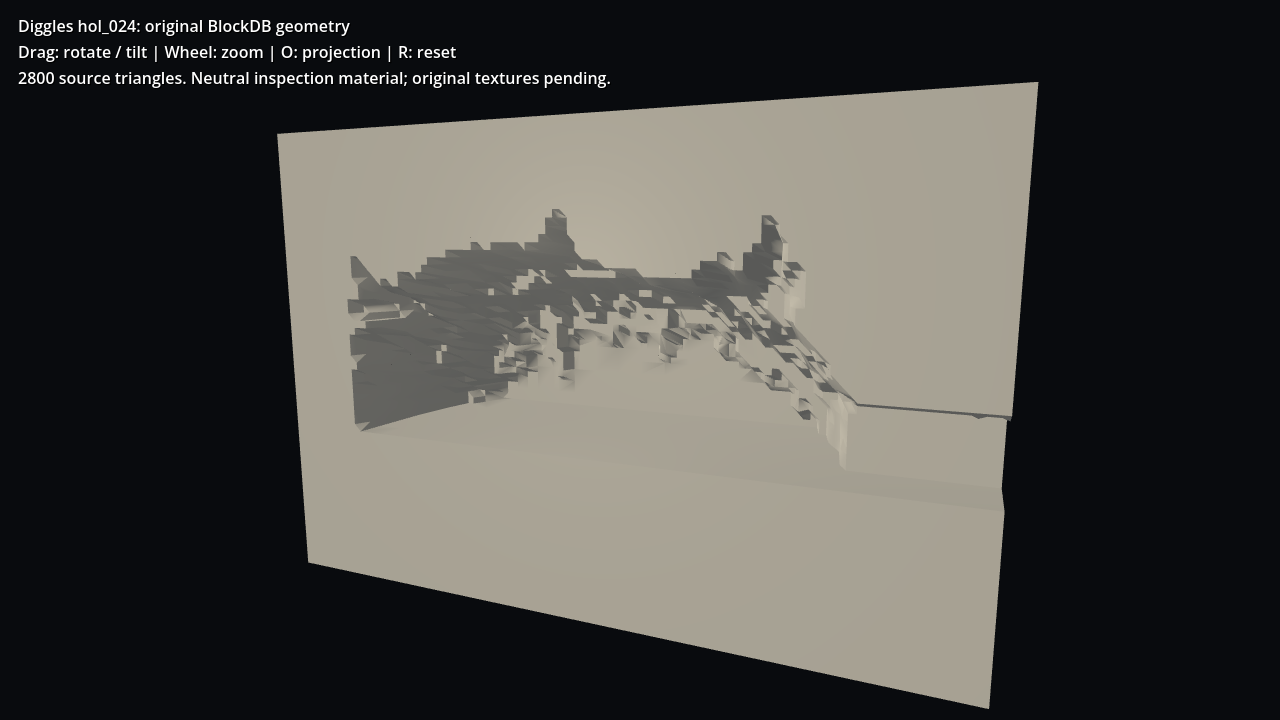 Diggles hol_024: original BlockDB geometry
Drag: rotate / tilt | Wheel: zoom | O: projection | R: reset
2800 source triangles. Neutral inspection material; original textures pending.